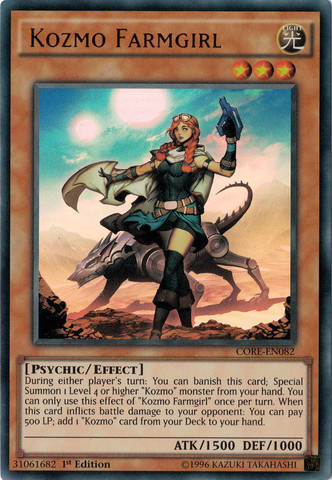 KOZMO FARMGIRL
LIGHT
光
CORE-EN082
[PSYCHIC/EFFECT]
During either player's turn: You can banish this card; Special
Summon 1 Level 4 or higher "Kozmo" monster from your hand. You
can only use this effect of "Kozmo Farmgirl" once per turn. When
this card inflicts battle damage to your opponent: You can pay
500 LP; add 1 "Kozmo" card from your Deck to your hand.
ATK/1500 DEF/1000
31061682 1st Edition ©1996 KAZUKI TAKAHASHI